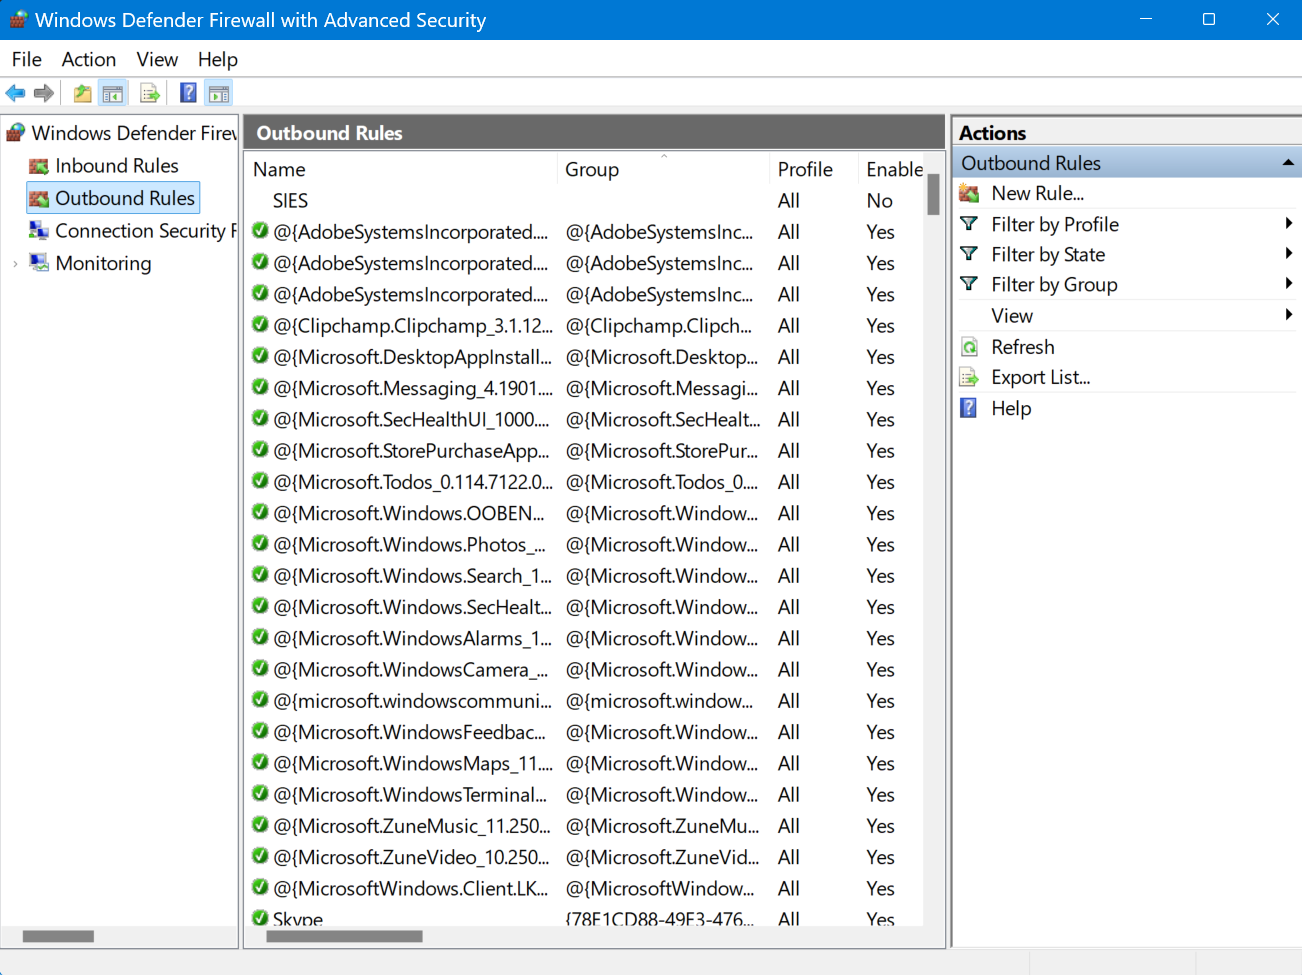 Windows Defender Firewall with Advanced Security
File Action View Help
Windows Defender Firew
Inbound Rules
Outbound Rules
Connection Security R
Monitoring
Outbound Rules
Name Group Profile Enable
SIES All No
@{AdobeSystemsIncorporated.... @{AdobeSystemsInc... All Yes
@{AdobeSystemsIncorporated.... @{AdobeSystemsInc... All Yes
@{AdobeSystemsIncorporated.... @{AdobeSystemsInc... All Yes
@{Clipchamp.Clipchamp_3.1.12... @{Clipchamp.Clipch... All Yes
@{Microsoft.DesktopAppInstall... @{Microsoft.Desktop... All Yes
@{Microsoft.Messaging_4.1901.... @{Microsoft.Messagi... All Yes
@{Microsoft.SecHealthUI_1000.... @{Microsoft.SecHealt... All Yes
@{Microsoft.StorePurchaseApp... @{Microsoft.StorePur... All Yes
@{Microsoft.Todos_0.114.7122.0... @{Microsoft.Todos_0.... All Yes
@{Microsoft.Windows.OOBEN... @{Microsoft.Window... All Yes
@{Microsoft.Windows.Photos_... @{Microsoft.Window... All Yes
@{Microsoft.Windows.Search_1... @{Microsoft.Window... All Yes
@{Microsoft.Windows.SecHealt... @{Microsoft.Window... All Yes
@{Microsoft.WindowsAlarms_1... @{Microsoft.Window... All Yes
@{Microsoft.WindowsCamera_... @{Microsoft.Window... All Yes
@{microsoft.windowscommuni... @{microsoft.window... All Yes
@{Microsoft.WindowsFeedbac... @{Microsoft.Window... All Yes
@{Microsoft.WindowsMaps_11.... @{Microsoft.Window... All Yes
@{Microsoft.WindowsTerminal... @{Microsoft.Window... All Yes
@{Microsoft.ZuneMusic_11.250... @{Microsoft.ZuneMu... All Yes
@{Microsoft.ZuneVideo_10.250... @{Microsoft.ZuneVid... All Yes
@{MicrosoftWindows.Client.LK... @{MicrosoftWindow... All Yes
Skype {78E1CD88-49E3-476... All Yes
Actions
Outbound Rules
New Rule...
Filter by Profile
Filter by State
Filter by Group
View
Refresh
Export List...
Help